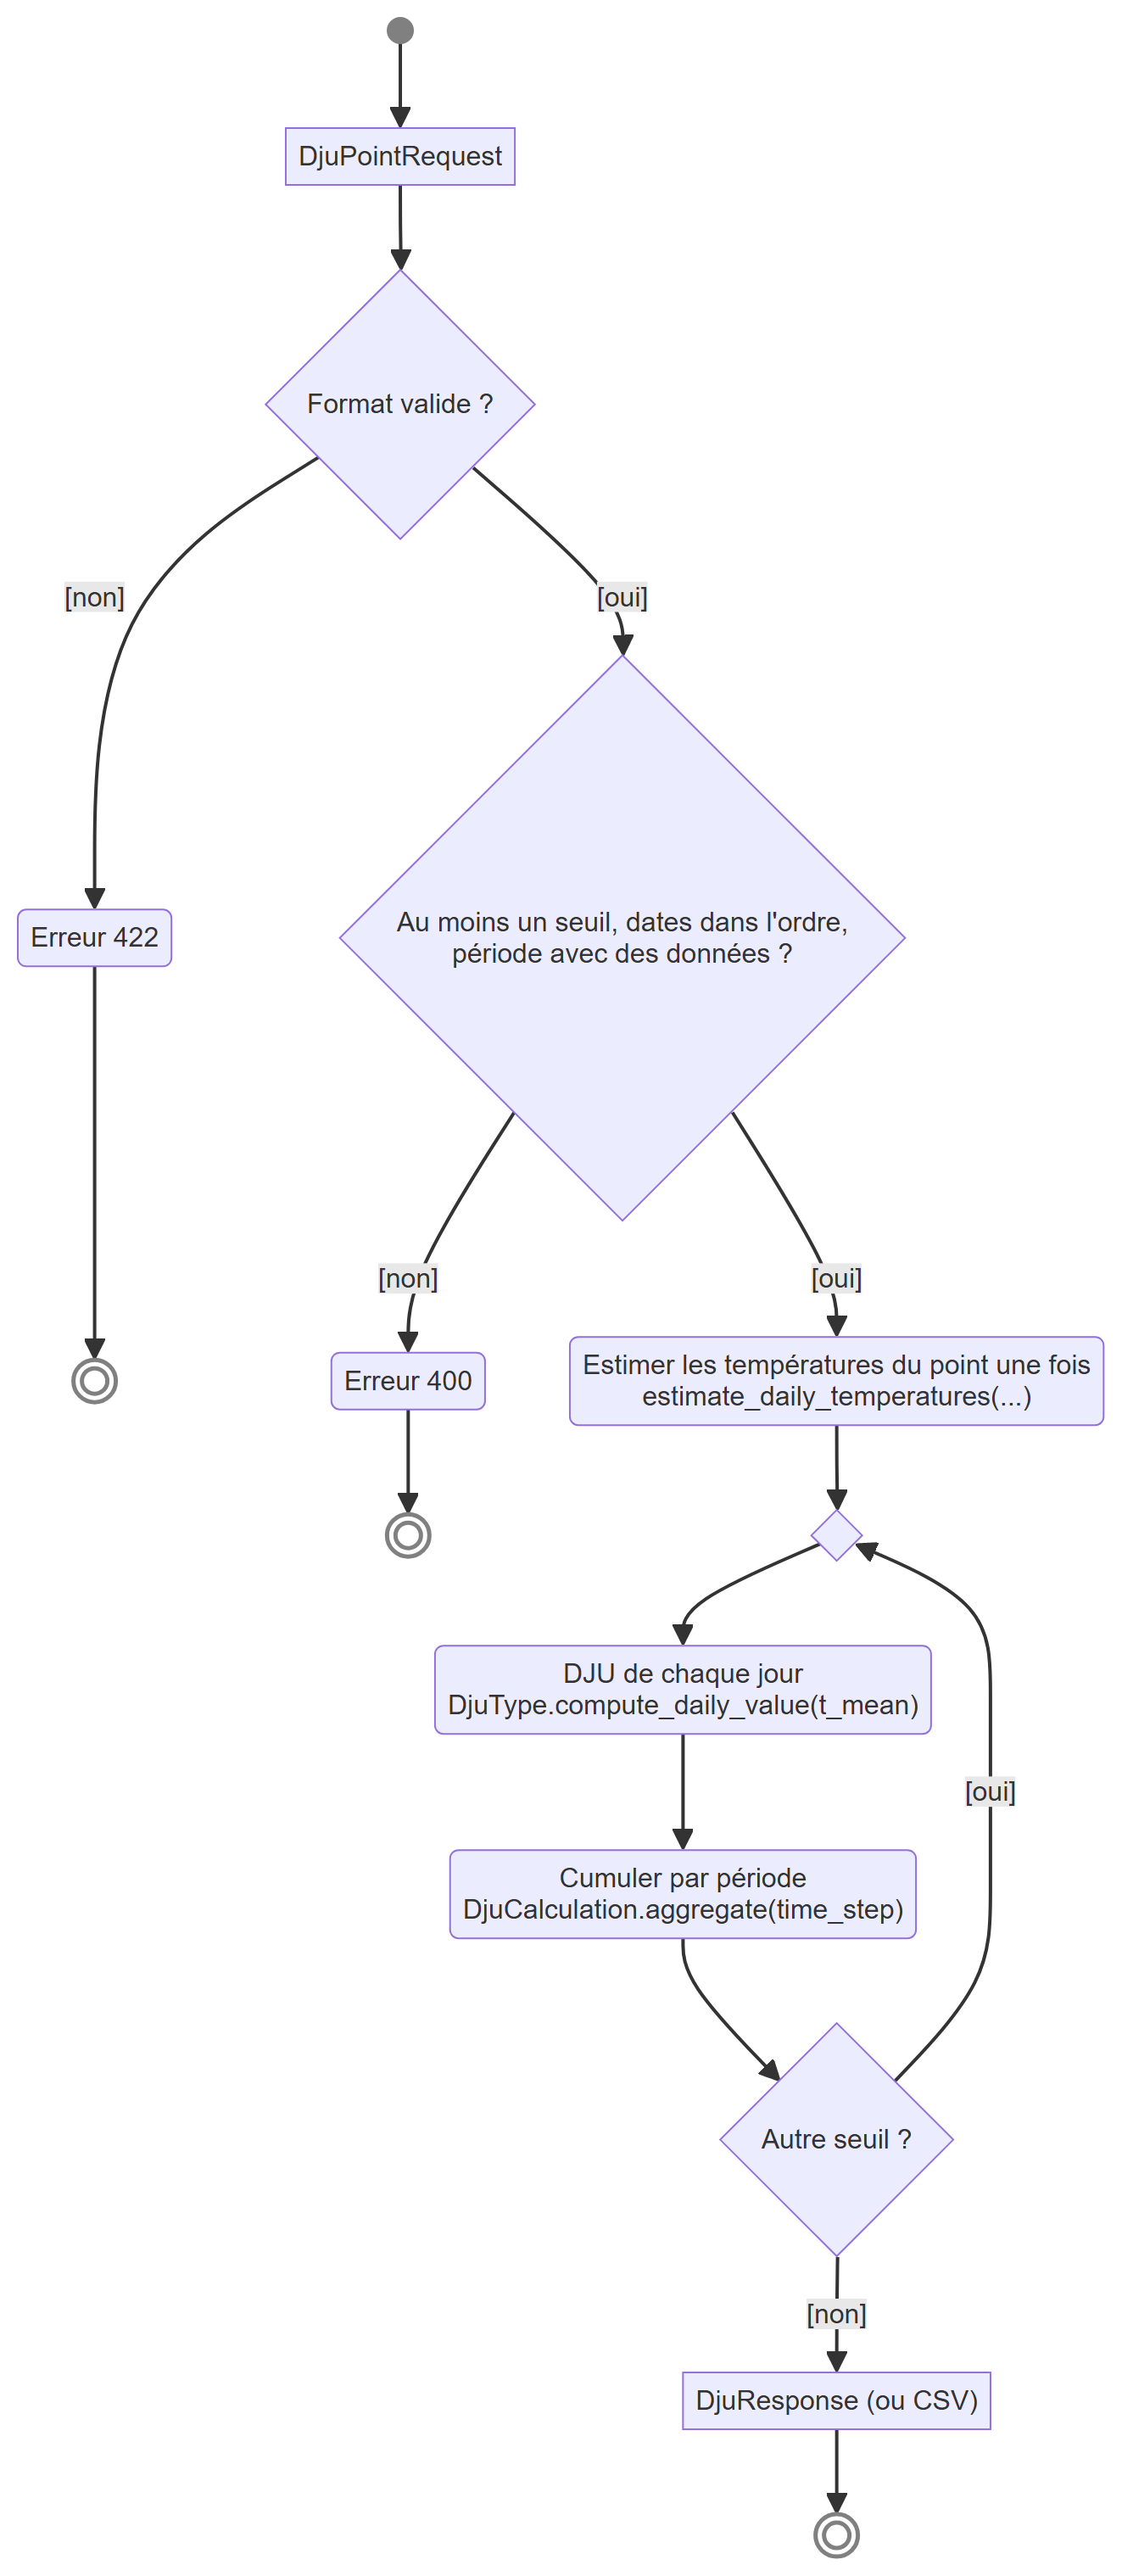 DjuPointRequest
Format valide ?
[non]
[oui]
Au moins un seuil, dates dans l'ordre,
période avec des données ?
Erreur 422
[non]
[oui]
Erreur 400
Estimer les températures du point une fois
estimate_daily_temperatures(...)
DJU de chaque jour
DjuType.compute_daily_value(t_mean)
[oui]
Cumuler par période
DjuCalculation.aggregate(time_step)
Autre seuil ?
[non]
DjuResponse (ou CSV)